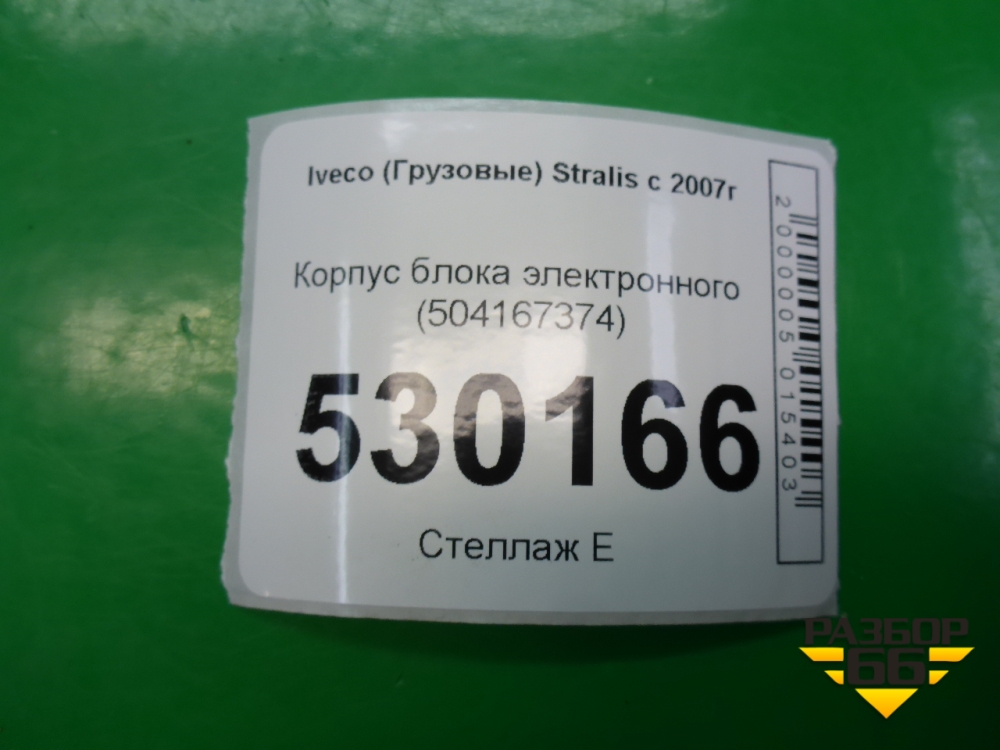 Iveco (Грузовые) Stralis с 2007г
Корпус блока электронного
(504167374)
530166
Стеллаж Е
2000005015403
РАЗБОР
66